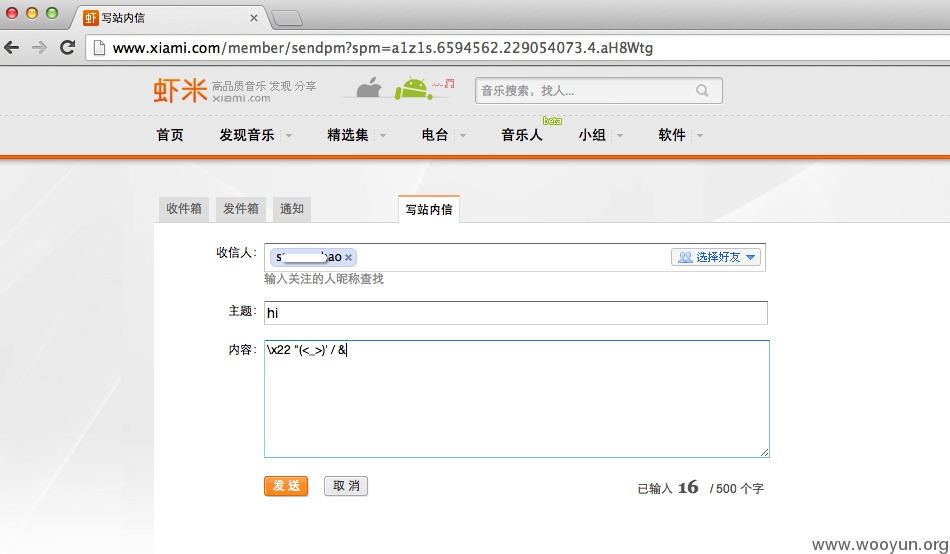 写站内信
www.xiami.com/member/sendpm?spm=a1z1s.6594562.229054073.4.aH8Wtg
虾米 高品质音乐 发现 分享
xiami.com
音乐搜索，找人...
首页 发现音乐 精选集 电台 音乐人 beta 小组 软件
收件箱 发件箱 通知 写站内信
收信人：
选择好友
输入关注的人昵称查找
主题： hi
内容： \x22 "(<_>)' / &
发 送 取 消 已输入 16 / 500 个字
www.wooyun.org